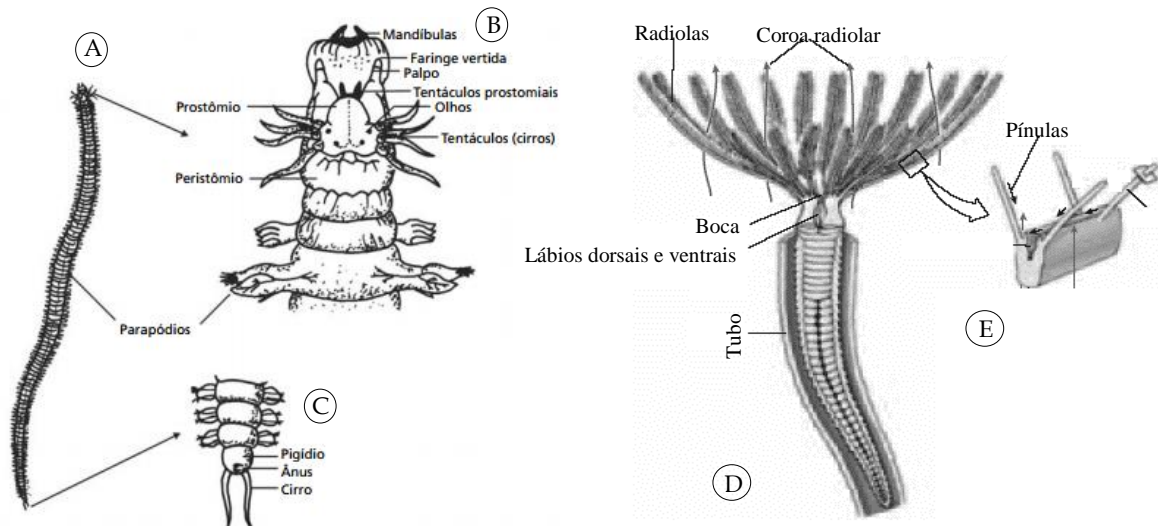 A
B
Mandíbulas
Faringe vertida
Palpo
Tentáculos prostomiais
Prostômio
Olhos
Tentáculos (cirros)
Peristômio
Parapódios
C
Pigídio
Ânus
Cirro
Radiolas
Coroa radiolar
Pínulas
Boca
Lábios dorsais e ventrais
Tubo
D
E